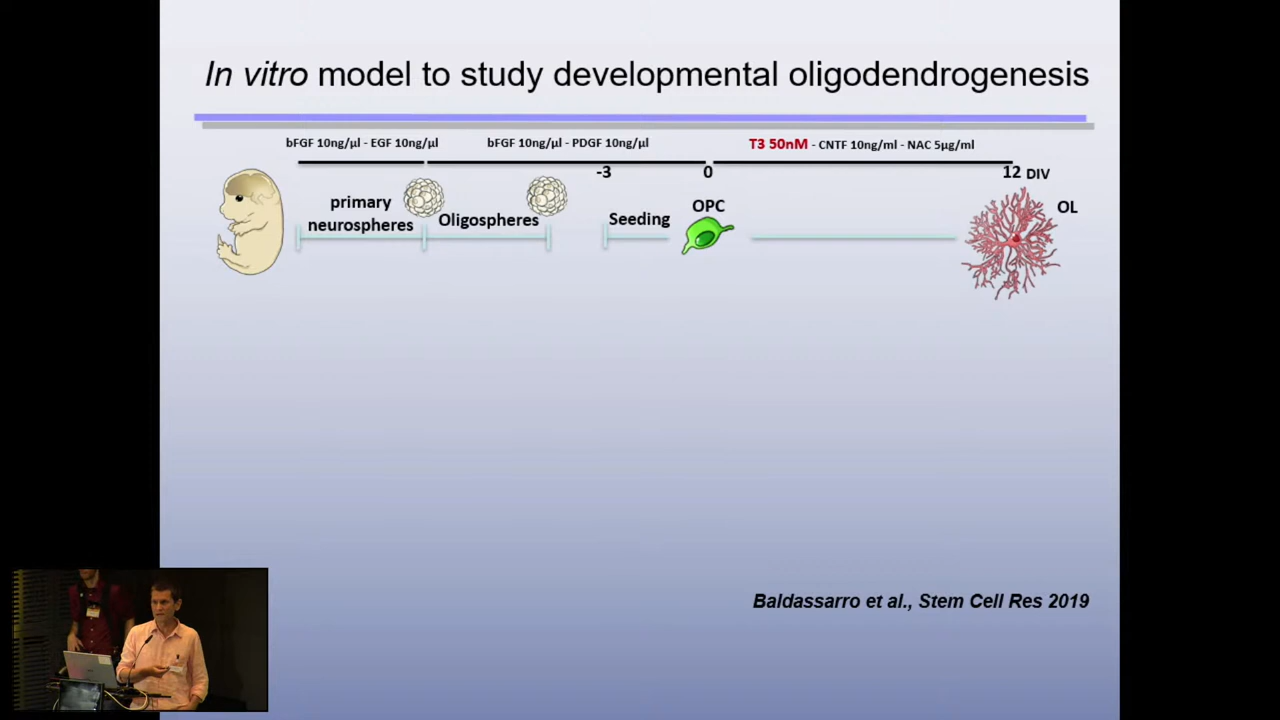 In vitro model to study developmental oligodendrogenesis
bFGF 10ng/µl - EGF 10ng/µl
bFGF 10ng/µl - PDGF 10ng/µl
T3 50nM - CNTF 10ng/ml - NAC 5µg/ml
-3
0
12 DIV
primary
neurospheres
Oligospheres
Seeding
OPC
OL
Baldassarro et al., Stem Cell Res 2019